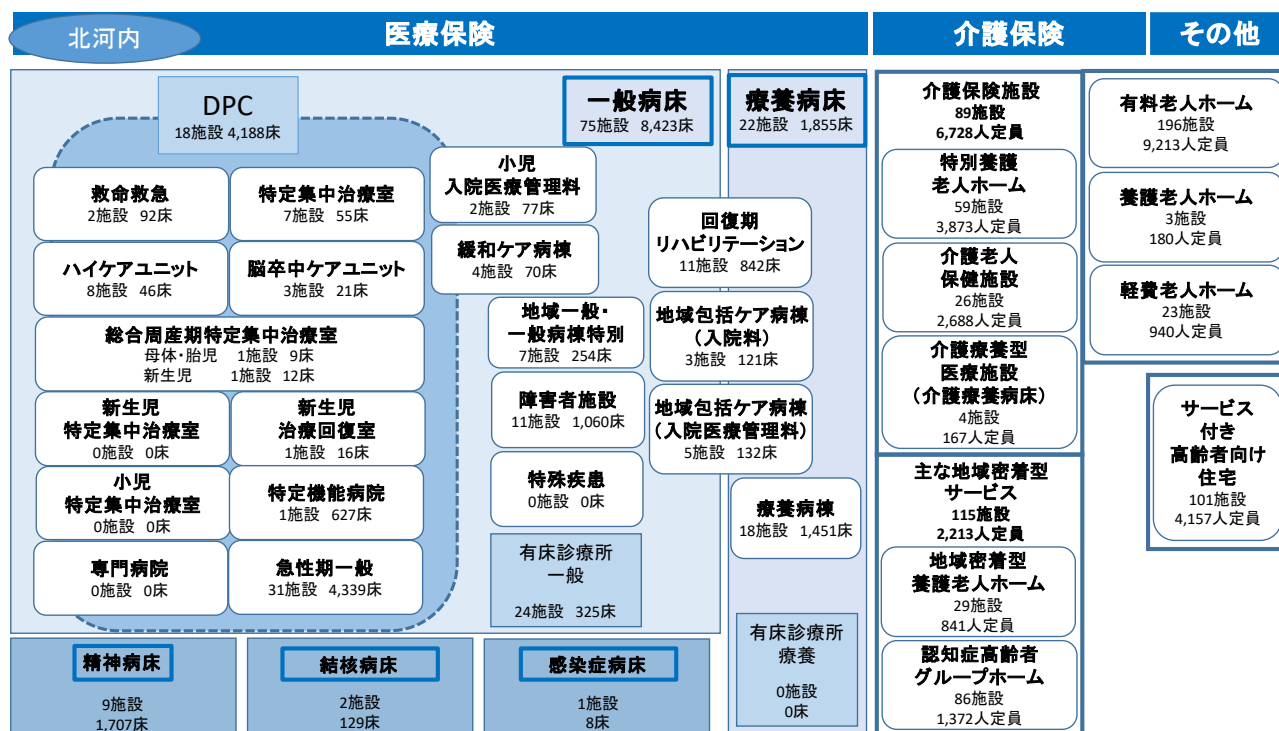 北河内
医療保険
介護保険
その他
DPC
18施設 4,188床
一般病床
75施設 8,423床
療養病床
22施設 1,855床
救命救急
2施設 92床
特定集中治療室
7施設 55床
小児
入院医療管理料
2施設 77床
ハイケアユニット
8施設 46床
脳卒中ケアユニット
3施設 21床
緩和ケア病棟
4施設 70床
回復期
リハビリテーション
11施設 842床
総合周産期特定集中治療室
母体・胎児 1施設 9床
新生児 1施設 12床
地域一般・
一般病棟特別
7施設 254床
地域包括ケア病棟
（入院料）
3施設 121床
新生児
特定集中治療室
0施設 0床
新生児
治療回復室
1施設 16床
障害者施設
11施設 1,060床
地域包括ケア病棟
（入院医療管理料）
5施設 132床
小児
特定集中治療室
0施設 0床
特定機能病院
1施設 627床
特殊疾患
0施設 0床
療養病棟
18施設 1,451床
専門病院
0施設 0床
急性期一般
31施設 4,339床
有床診療所
一般
24施設 325床
有床診療所
療養
0施設
0床
精神病床
9施設
1,707床
結核病床
2施設
129床
感染症病床
1施設
8床
介護保険施設
89施設
6,728人定員
特別養護
老人ホーム
59施設
3,873人定員
介護老人
保健施設
26施設
2,688人定員
介護療養型
医療施設
（介護療養病床）
4施設
167人定員
主な地域密着型
サービス
115施設
2,213人定員
地域密着型
養護老人ホーム
29施設
841人定員
認知症高齢者
グループホーム
86施設
1,372人定員
有料老人ホーム
196施設
9,213人定員
養護老人ホーム
3施設
180人定員
軽費老人ホーム
23施設
940人定員
サービス
付き
高齢者向け
住宅
101施設
4,157人定員